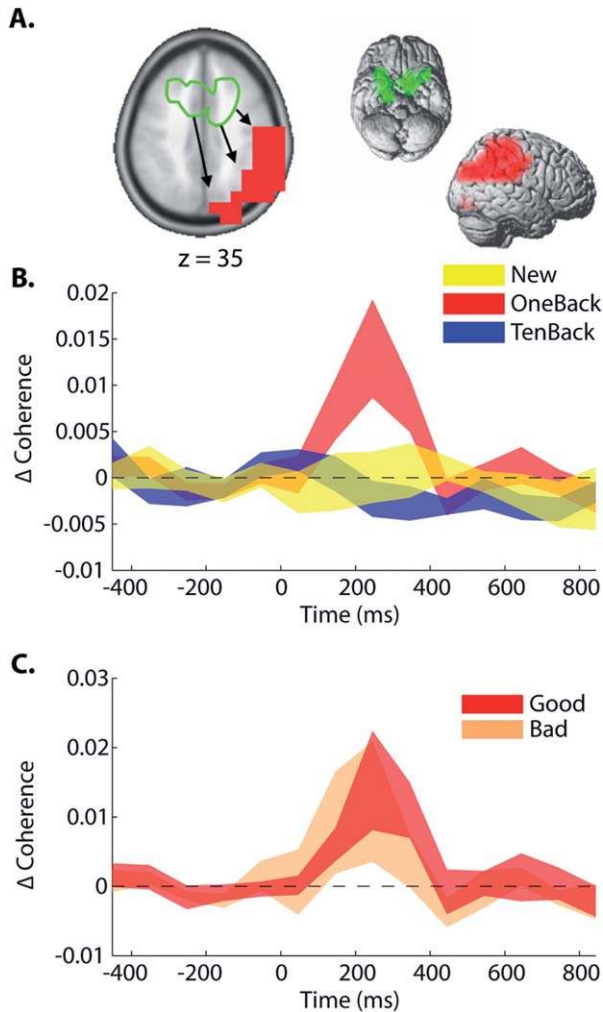 A.
z = 35
B.
New
OneBack
TenBack
0.02
0.015
0.01
0.005
0
-0.005
-0.01
Δ Coherence
-400 -200 0 200 400 600 800
Time (ms)
C.
Good
Bad
0.03
0.02
0.01
0
-0.01
Δ Coherence
-400 -200 0 200 400 600 800
Time (ms)